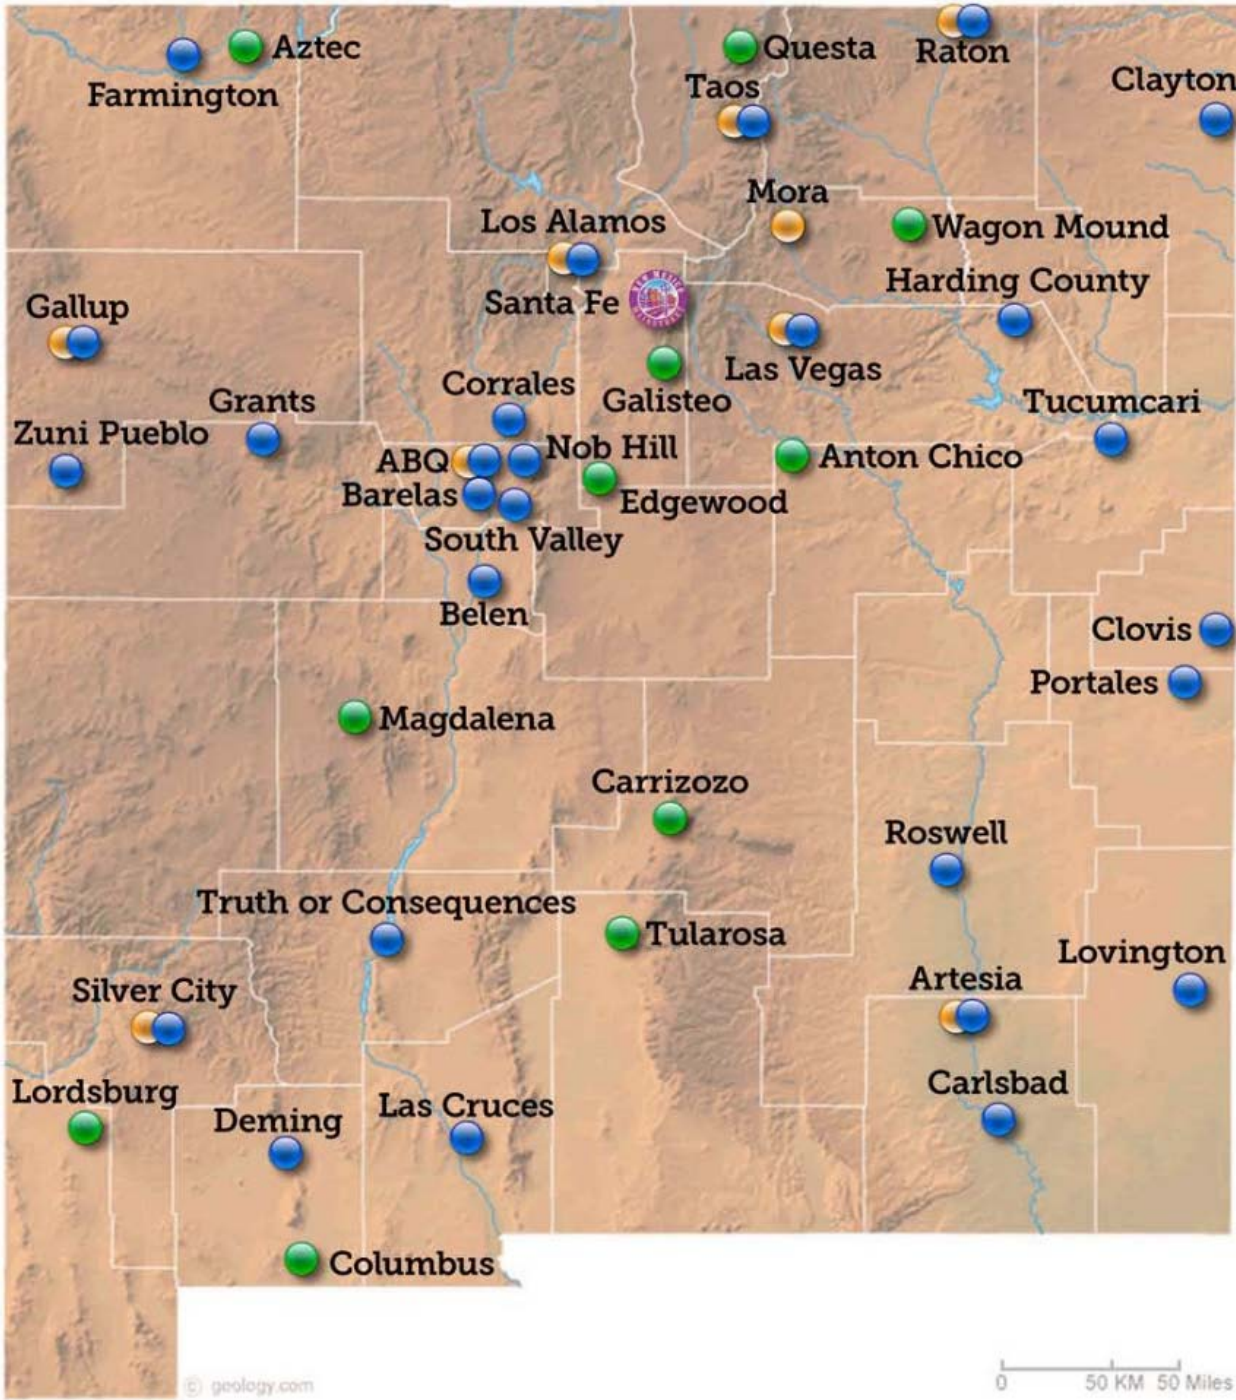 Aztec
Farmington
Questa
Raton
Taos
Clayton
Mora
Los Alamos
Wagon Mound
Santa Fe
NEW MEXICO
MAINSTREET
Harding County
Gallup
Las Vegas
Corrales
Galisteo
Grants
Tucumcari
Zuni Pueblo
ABQ
Nob Hill
Anton Chico
Barelas
Edgewood
South Valley
Belen
Clovis
Portales
Magdalena
Carrizozo
Roswell
Truth or Consequences
Tularosa
Lovington
Silver City
Artesia
Lordsburg
Deming
Las Cruces
Carlsbad
Columbus
© geology.com
0 50 KM 50 Miles